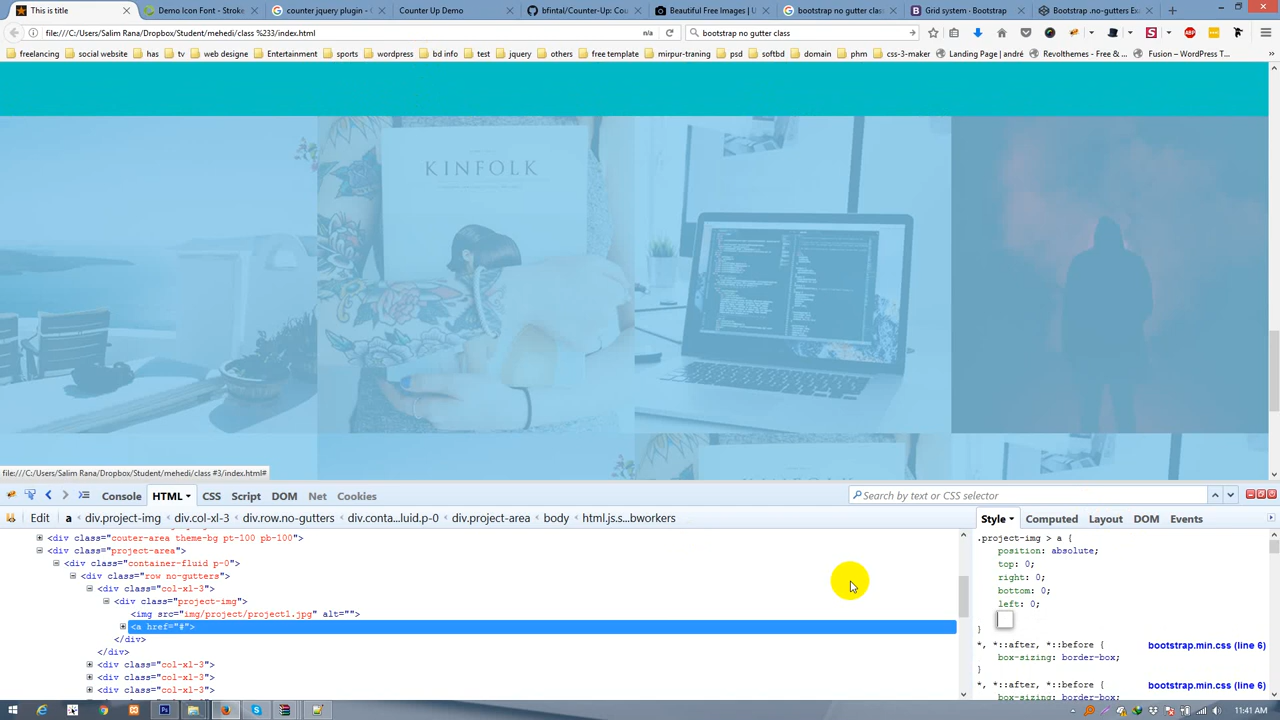 This is title
Demo Icon Font - Stroke
counter jquery plugin -
Counter Up Demo
bfintal/Counter-Up: Cou
Beautiful Free Images | U
bootstrap no gutter class
Grid system · Bootstrap
Bootstrap .no-gutters Ex
file:///C:/Users/Salim Rana/Dropbox/Student/mehedi/class %233/index.html
n/a
bootstrap no gutter class
freelancing
social website
has
tv
web designe
Entertainment
sports
wordpress
bd info
test
jquery
others
free template
mirpur-traning
psd
softbd
domain
phm
css-3-maker
Landing Page | andré
Revolthemes - Free & ...
Fusion – WordPress T...
KINFOLK
file:///C:/Users/Salim Rana/Dropbox/Student/mehedi/class #3/index.html#
Console
HTML
CSS
Script
DOM
Net
Cookies
Search by text or CSS selector
Edit
a < div.project-img < div.col-xl-3 < div.row.no-gutters < div.conta...luid.p-0 < div.project-area < body < html.js.s...bworkers
Style
Computed
Layout
DOM
Events
<div class="couter-area theme-bg pt-100 pb-100">
<div class="project-area">
<div class="container-fluid p-0">
<div class="row no-gutters">
<div class="col-xl-3">
<div class="project-img">
<img src="img/project/project1.jpg" alt="">
<a href="#">
</div>
</div>
<div class="col-xl-3">
<div class="col-xl-3">
<div class="col-xl-3">
.project-img > a {
position: absolute;
top: 0;
right: 0;
bottom: 0;
left: 0;
}
*, *::after, *::before {
bootstrap.min.css (line 6)
box-sizing: border-box;
}
*, *::after, *::before {
bootstrap.min.css (line 6)
box-sizing: border-box;
11:41 AM